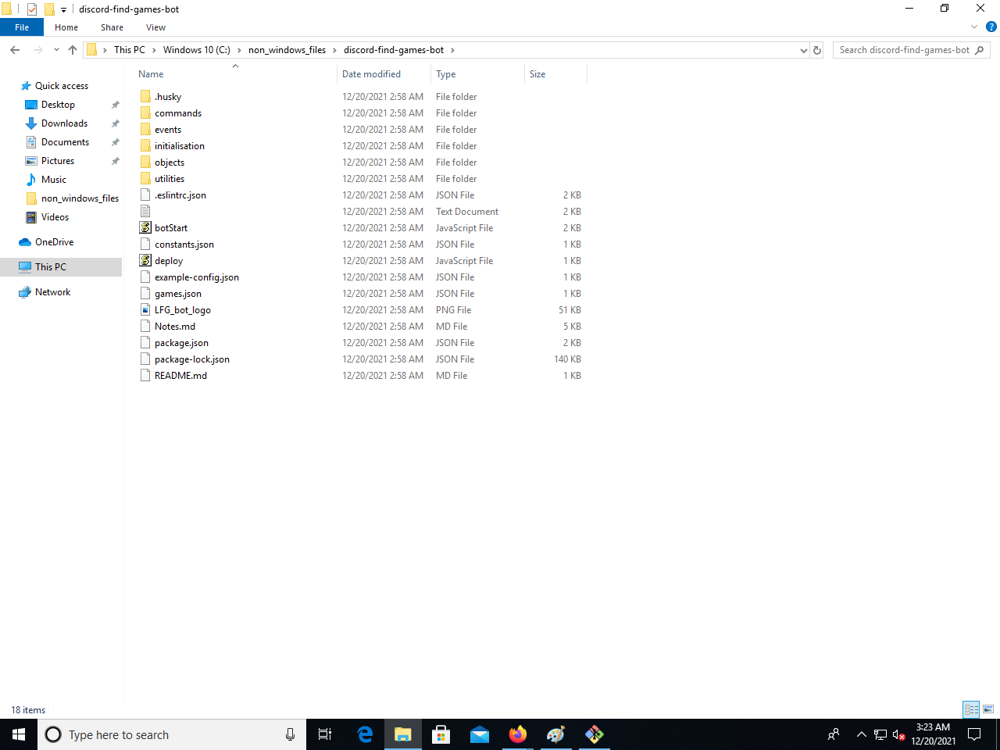 discord-find-games-bot
File Home Share View
This PC Windows 10 (C:) non_windows_files discord-find-games-bot Search discord-find-games-bot
Name Date modified Type Size
Quick access
Desktop
Downloads
Documents
Pictures
Music
non_windows_files
Videos
OneDrive
This PC
Network
.husky 12/20/2021 2:58 AM File folder
commands 12/20/2021 2:58 AM File folder
events 12/20/2021 2:58 AM File folder
initialisation 12/20/2021 2:58 AM File folder
objects 12/20/2021 2:58 AM File folder
utilities 12/20/2021 2:58 AM File folder
.eslintrc.json 12/20/2021 2:58 AM JSON File 2 KB
12/20/2021 2:58 AM Text Document 2 KB
botStart 12/20/2021 2:58 AM JavaScript File 2 KB
constants.json 12/20/2021 2:58 AM JSON File 1 KB
deploy 12/20/2021 2:58 AM JavaScript File 1 KB
example-config.json 12/20/2021 2:58 AM JSON File 1 KB
games.json 12/20/2021 2:58 AM JSON File 1 KB
LFG_bot_logo 12/20/2021 2:58 AM PNG File 51 KB
Notes.md 12/20/2021 2:58 AM MD File 5 KB
package.json 12/20/2021 2:58 AM JSON File 2 KB
package-lock.json 12/20/2021 2:58 AM JSON File 140 KB
README.md 12/20/2021 2:58 AM MD File 1 KB
18 items
Type here to search
3:23 AM
12/20/2021